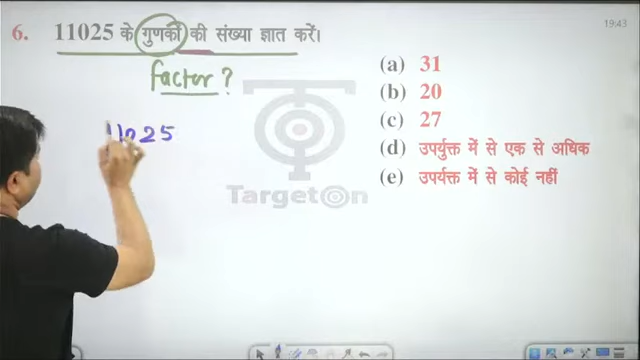 19:43
6. 11025 के गुणकों की संख्या ज्ञात करें।
factor ?
11025
(a) 31
(b) 20
(c) 27
(d) उपर्युक्त में से एक से अधिक
(e) उपर्यक्त में से कोई नहीं
TargetOn